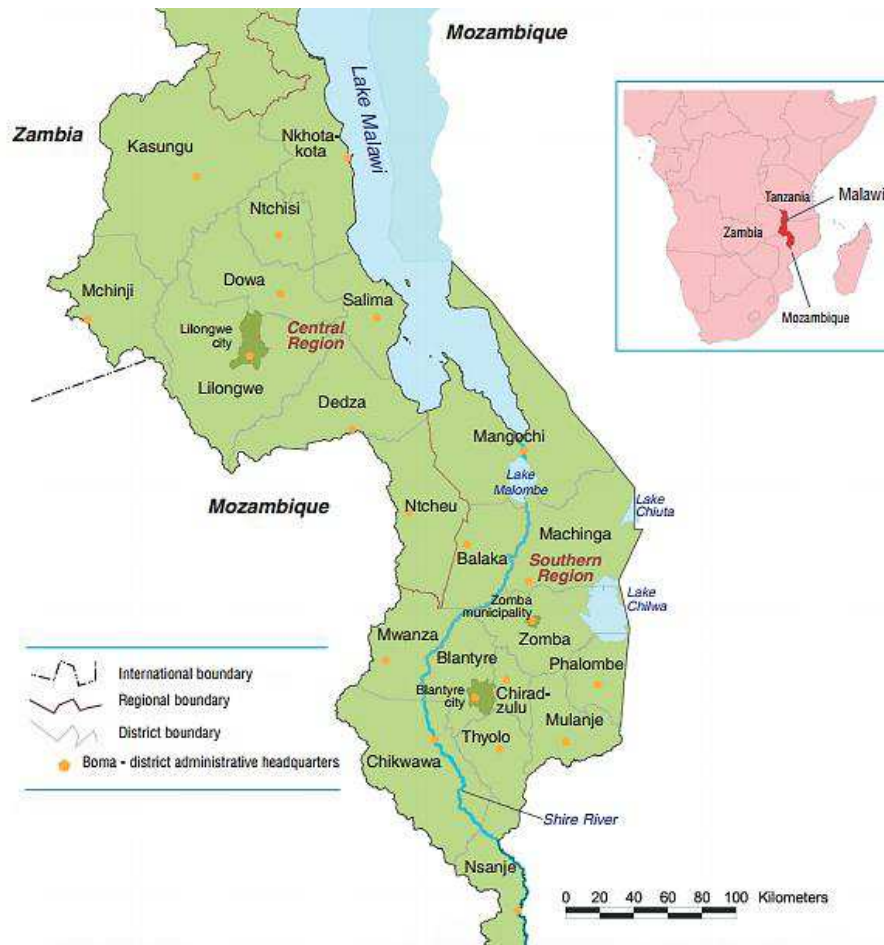 Mozambique
Lake Malawi
Zambia
Kasungu
Nkhota-
kota
Ntchisi
Dowa
Mchinji
Salima
Lilongwe
city
Central
Region
Lilongwe
Dedza
Mangochi
Lake
Malombe
Mozambique
Ntcheu
Lake
Chiuta
Machinga
Balaka
Southern
Region
Zomba
municipality
Lake
Chilwa
Zomba
Mwanza
Blantyre
Phalombe
Blantyre
city
Chirad-
zulu
Mulanje
Thyolo
Chikwawa
Shire River
Nsanje
Tanzania
Malawi
Zambia
Mozambique
International boundary
Regional boundary
District boundary
Boma - district administrative headquarters
0 20 40 60 80 100 Kilometers